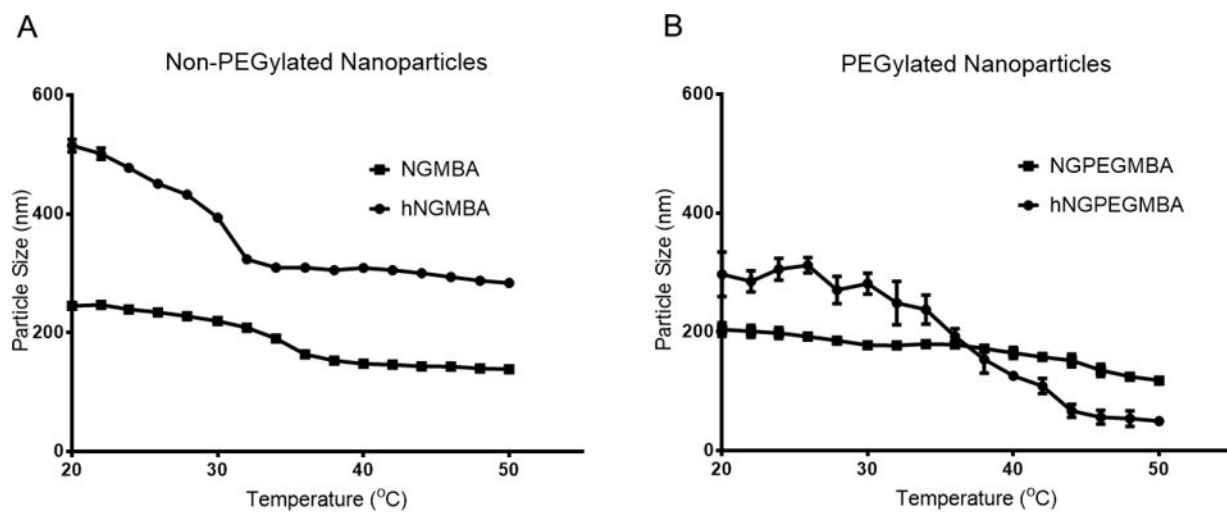 A
Non-PEGylated Nanoparticles
600
400
200
0
Particle Size (nm)
NGMBA
hNGMBA
20
30
40
50
Temperature (°C)
B
PEGylated Nanoparticles
600
400
200
0
Particle Size (nm)
NGPEGMBA
hNGPEGMBA
20
30
40
50
Temperature (°C)